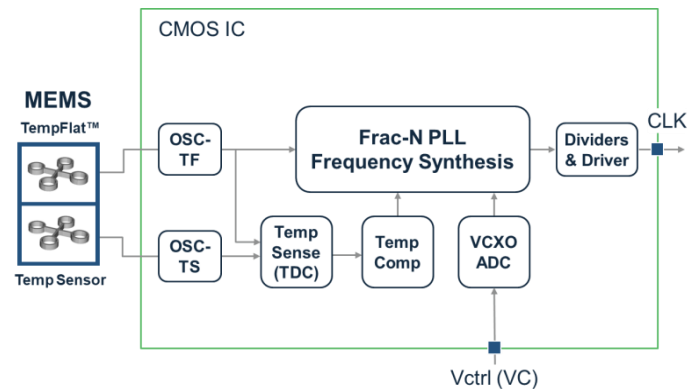 CMOS IC
MEMS
TempFlat™
OSC-
TF
Frac-N PLL
Frequency Synthesis
Dividers
& Driver
CLK
OSC-
TS
Temp
Sense
(TDC)
Temp
Comp
VCXO
ADC
Temp Sensor
Vctrl (VC)